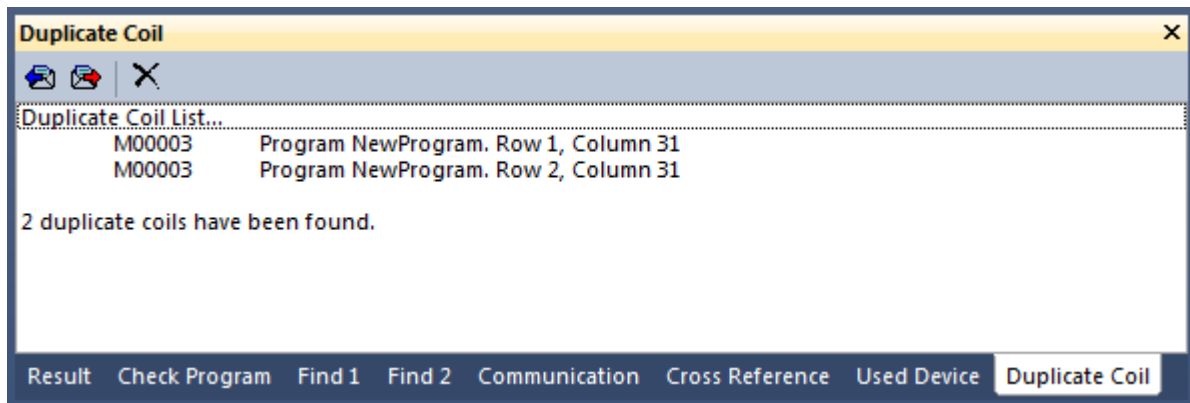 Duplicate Coil
Duplicate Coil List...
M00003 Program NewProgram. Row 1, Column 31
M00003 Program NewProgram. Row 2, Column 31
2 duplicate coils have been found.
Result Check Program Find 1 Find 2 Communication Cross Reference Used Device Duplicate Coil